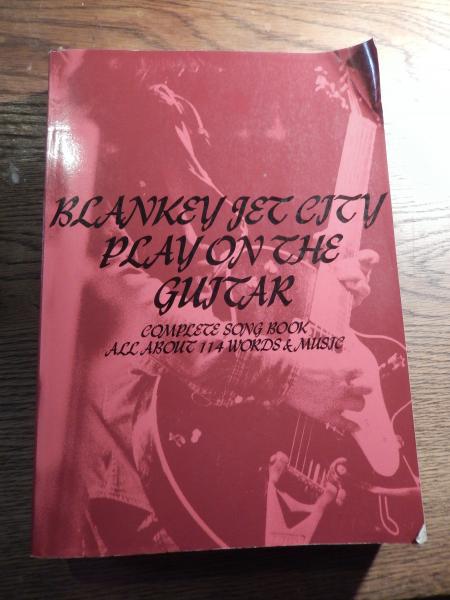 BLANKEY JET CITY
PLAY ON THE
GUITAR
COMPLETE SONG BOOK
ALL ABOUT 114 WORDS & MUSIC